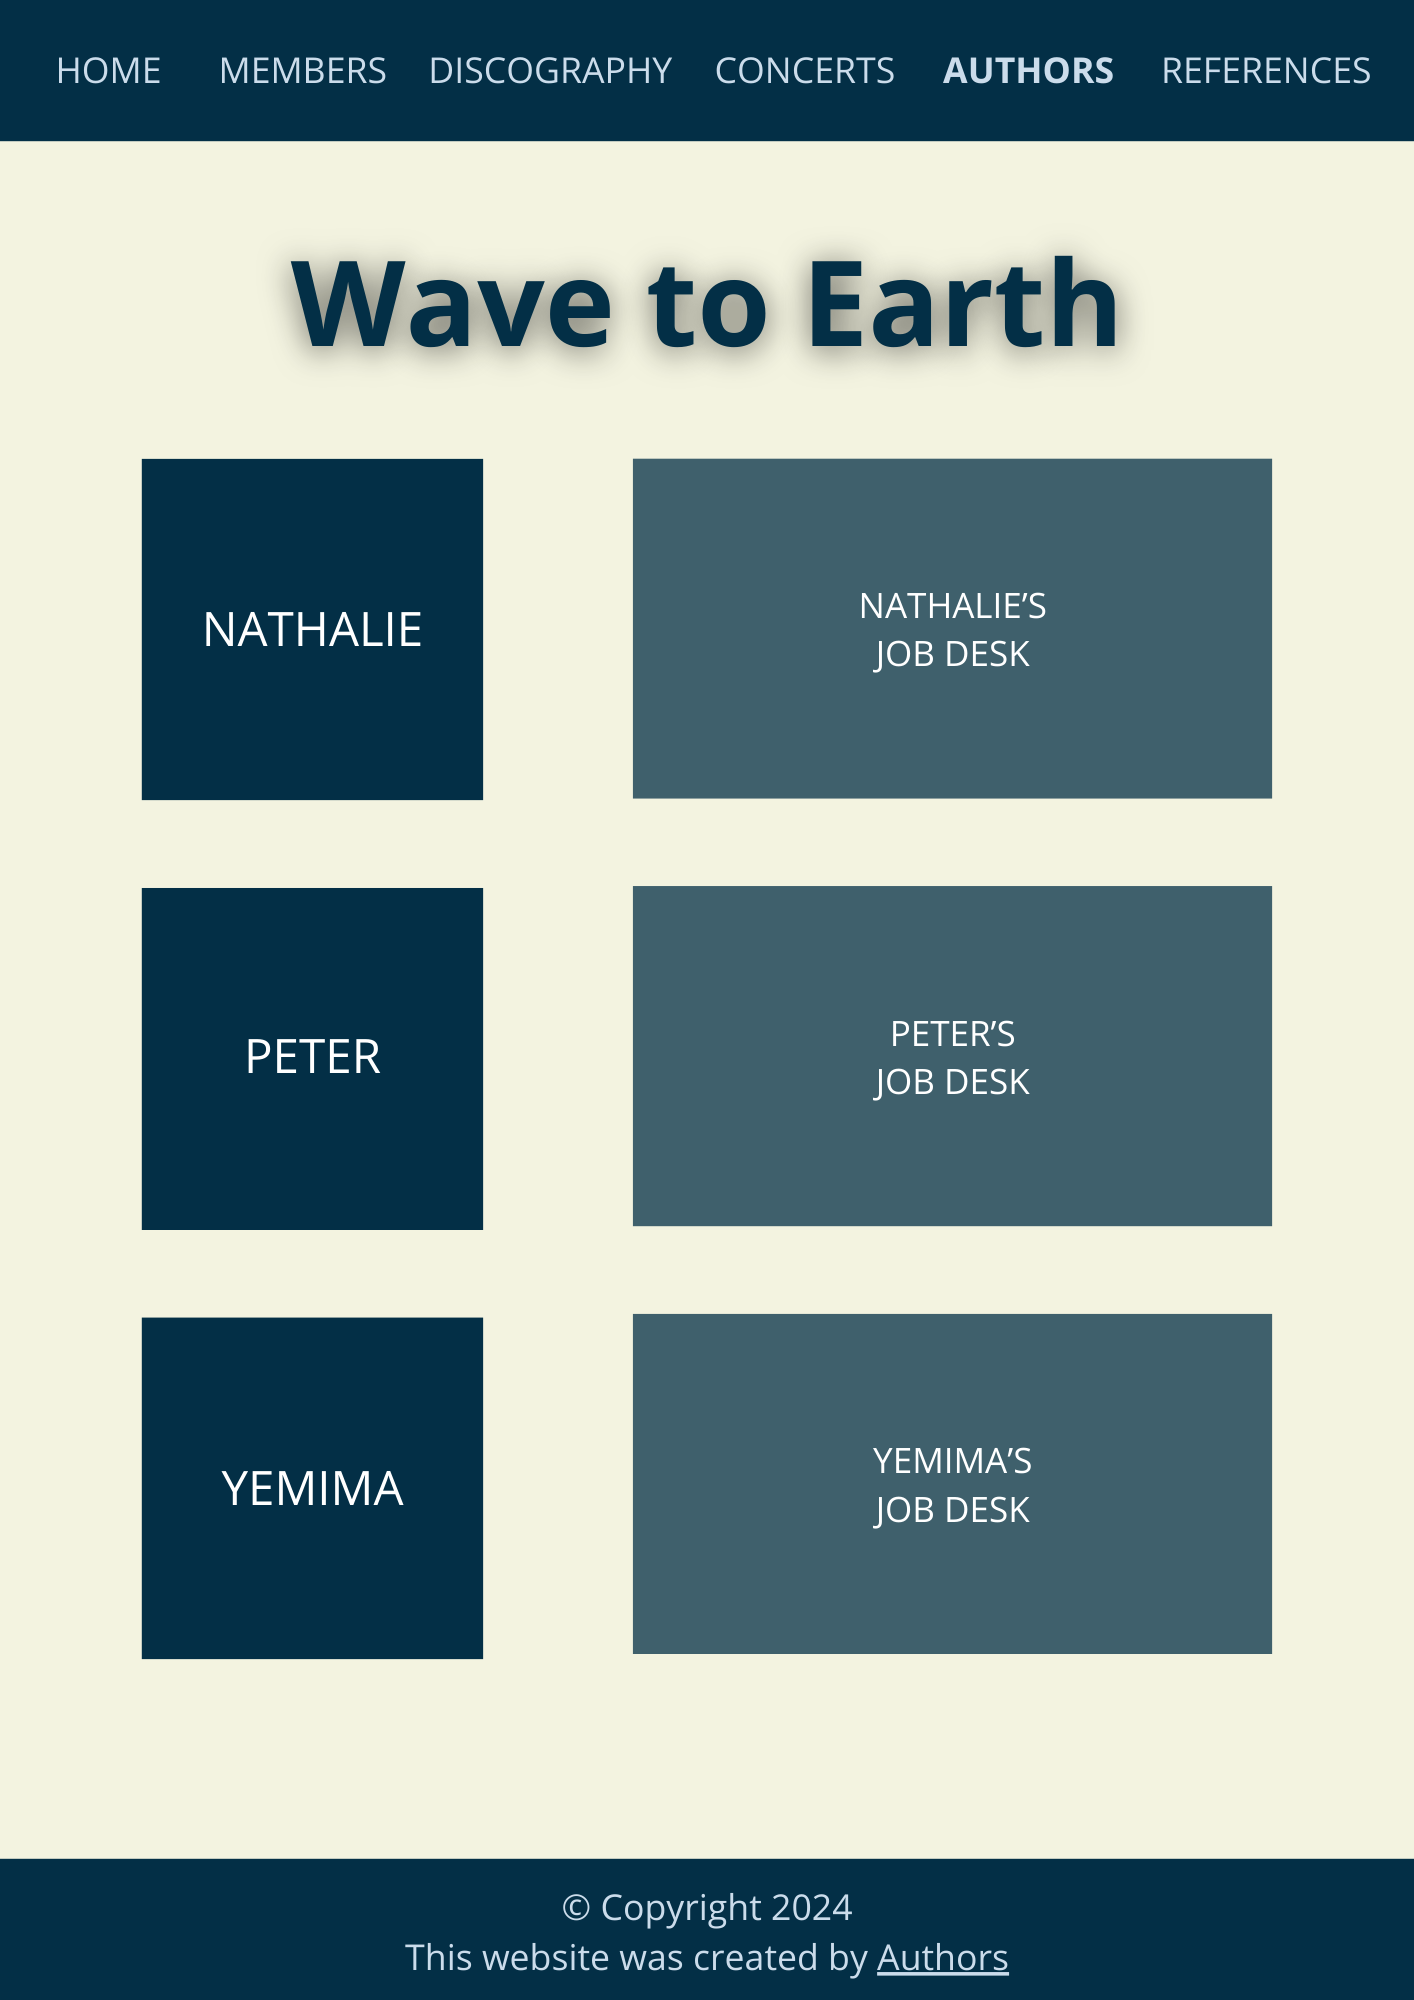 HOME MEMBERS DISCOGRAPHY CONCERTS AUTHORS REFERENCES
Wave to Earth
NATHALIE
NATHALIE’S
JOB DESK
PETER
PETER’S
JOB DESK
YEMIMA
YEMIMA’S
JOB DESK
© Copyright 2024
This website was created by Authors